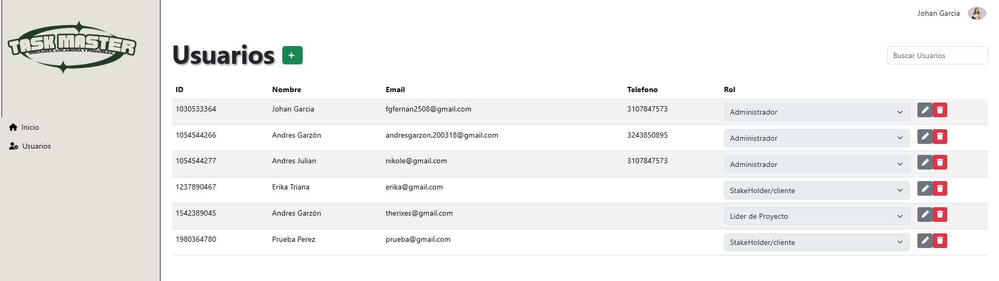 TASK MASTER
ORGANIZA, COLABORA Y PROGRESA
Inicio
Usuarios
Johan Garcia
Usuarios +
Buscar Usuarios
ID Nombre Email Telefono Rol
1030533364 Johan Garcia fgfernan2508@gmail.com 3107847573 Administrador
1054544266 Andres Garzón andresgarzon.200318@gmail.com 3243850895 Administrador
1054544277 Andres Julian nikole@gmail.com 3107847573 Administrador
1237890467 Erika Triana erika@gmail.com StakeHolder/cliente
1542389045 Andres Garzón therixes@gmail.com Lider de Proyecto
1980364780 Prueba Perez prueba@gmail.com StakeHolder/cliente